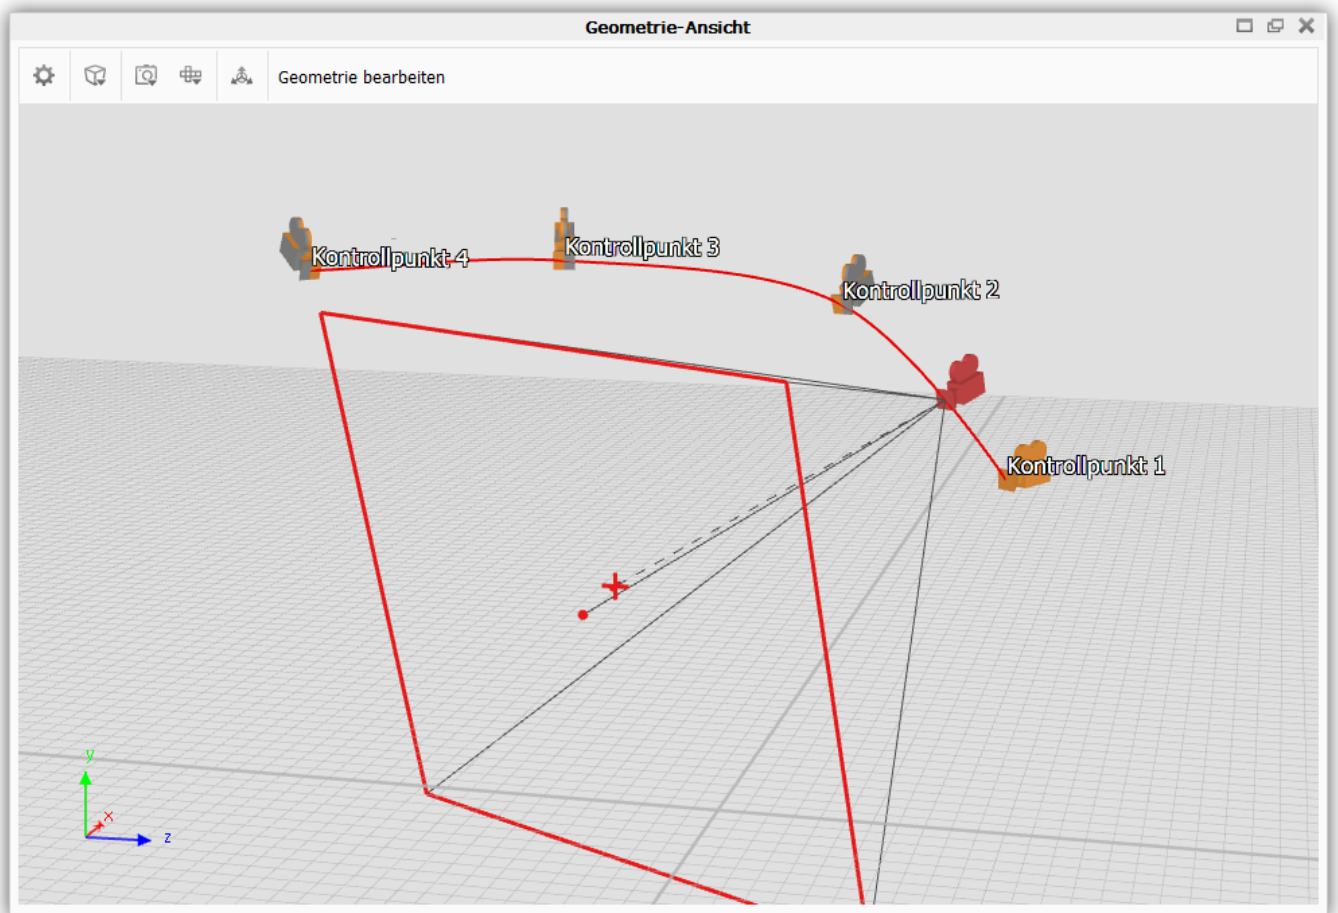 Geometrie-Ansicht
Geometrie bearbeiten
Kontrollpunkt 4
Kontrollpunkt 3
Kontrollpunkt 2
Kontrollpunkt 1
y
x
z